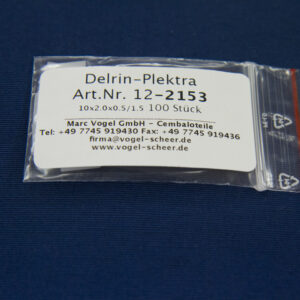 Delrin-Plektra
Art.Nr. 12-2153
10x2.0x0.5/1.5 100 Stück
Marc Vogel GmbH - Cembaloteile
Tel: +49 7745 919430 Fax: +49 7745 919436
firma@vogel-scheer.de
www.vogel-scheer.de